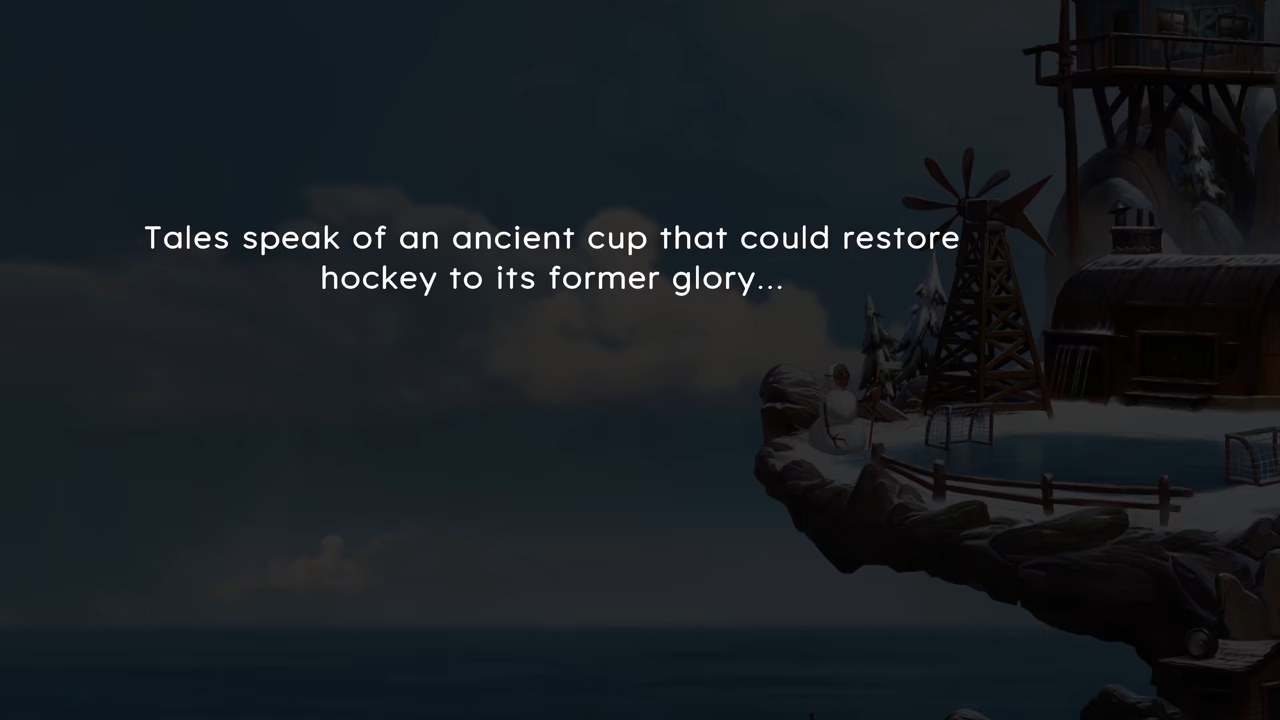 Tales speak of an ancient cup that could restore
hockey to its former glory...